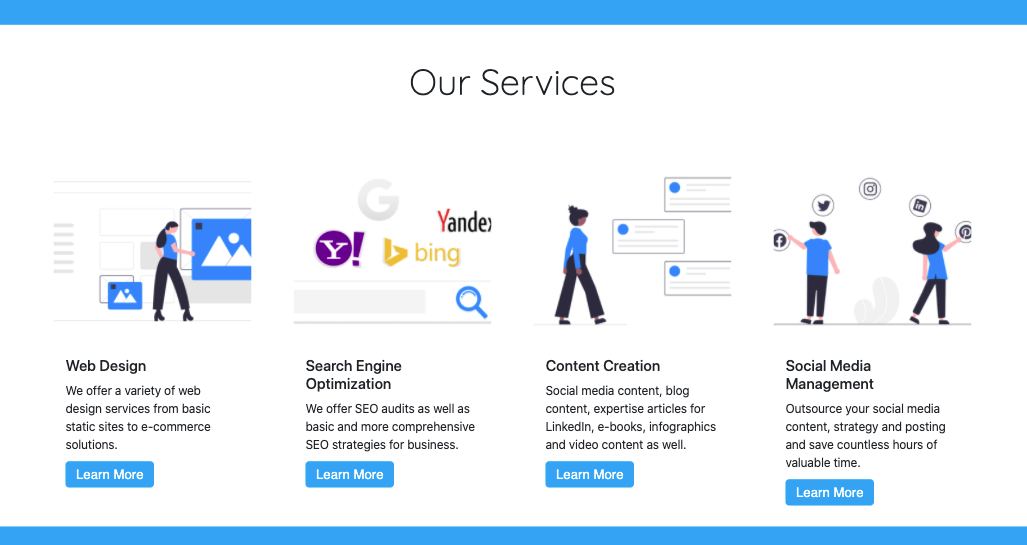 Our Services
G
Yandex
Y!
bing
Web Design
We offer a variety of web
design services from basic
static sites to e-commerce
solutions.
Learn More
Search Engine
Optimization
We offer SEO audits as well as
basic and more comprehensive
SEO strategies for business.
Learn More
Content Creation
Social media content, blog
content, expertise articles for
LinkedIn, e-books, infographics
and video content as well.
Learn More
Social Media
Management
Outsource your social media
content, strategy and posting
and save countless hours of
valuable time.
Learn More